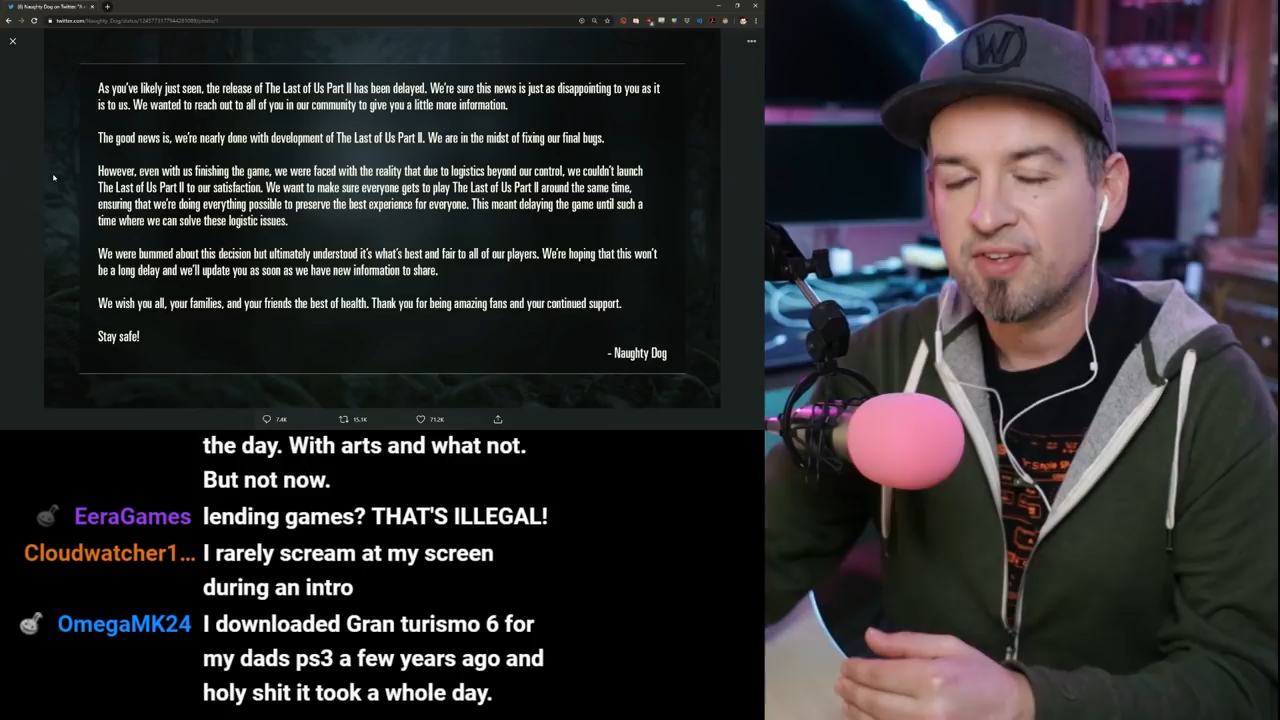 (6) Naughty Dog on Twitter: "A
As you've likely just seen, the release of The Last of Us Part II has been delayed. We're sure this news is just as disappointing to you as it
is to us. We wanted to reach out to all of you in our community to give you a little more information.
The good news is, we're nearly done with development of The Last of Us Part II. We are in the midst of fixing our final bugs.
However, even with us finishing the game, we were faced with the reality that due to logistics beyond our control, we couldn't launch
The Last of Us Part II to our satisfaction. We want to make sure everyone gets to play The Last of Us Part II around the same time,
ensuring that we're doing everything possible to preserve the best experience for everyone. This meant delaying the game until such a
time where we can solve these logistic issues.
We were bummed about this decision but ultimately understood it's what's best and fair to all of our players. We're hoping that this won't
be a long delay and we'll update you as soon as we have new information to share.
We wish you all, your families, and your friends the best of health. Thank you for being amazing fans and your continued support.
Stay safe!
- Naughty Dog
7.4K 15.1K 71.2K
the day. With arts and what not.
But not now.
EeraGames lending games? THAT'S ILLEGAL!
Cloudwatcher1... I rarely scream at my screen
during an intro
OmegaMK24 I downloaded Gran turismo 6 for
my dads ps3 a few years ago and
holy shit it took a whole day.
W